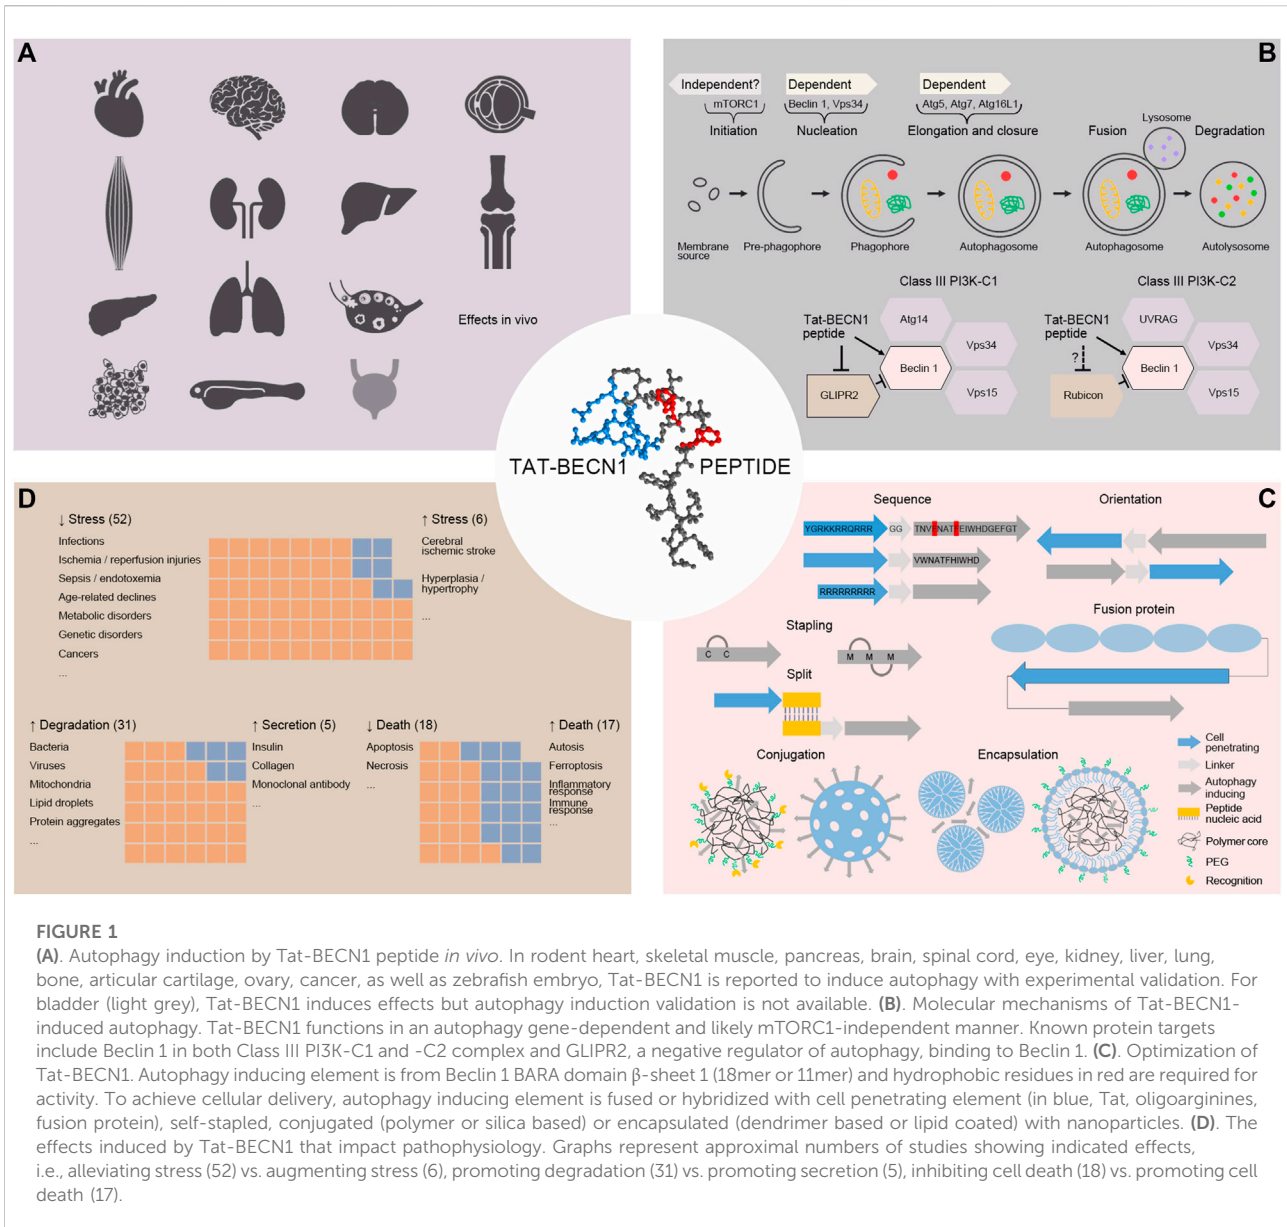 A
Effects in vivo
B
Independent?
Dependent
Dependent
mTORC1
Beclin 1, Vps34
Atg5, Atg7, Atg16L1
Initiation
Nucleation
Elongation and closure
Fusion
Lysosome
Degradation
Membrane
source
Pre-phagophore
Phagophore
Autophagosome
Autophagosome
Autolysosome
Class III PI3K-C1
Tat-BECN1
peptide
Atg14
Vps34
Beclin 1
Vps15
GLIPR2
Class III PI3K-C2
Tat-BECN1
peptide
?
UVRAG
Vps34
Beclin 1
Vps15
Rubicon
TAT-BECN1
PEPTIDE
D
↓ Stress (52)
Infections
Ischemia / reperfusion injuries
Sepsis / endotoxemia
Age-related declines
Metabolic disorders
Genetic disorders
Cancers
...
↑ Stress (6)
Cerebral
ischemic stroke
Hyperplasia /
hypertrophy
...
↑ Degradation (31)
Bacteria
Viruses
Mitochondria
Lipid droplets
Protein aggregates
...
↑ Secretion (5)
Insulin
Collagen
Monoclonal antibody
...
↓ Death (18)
Apoptosis
Necrosis
...
↑ Death (17)
Autosis
Ferroptosis
Inflammatory
response
Immune
response
...
C
Sequence
YGRKKRRQRRR
GG
TNVFNATFEIWHDGEFGT
VWNATFHIWHD
RRRRRRRRR
Orientation
Stapling
C C
M M M
Split
Fusion protein
Conjugation
Encapsulation
Cell
penetrating
Linker
Autophagy
inducing
Peptide
nucleic acid
Polymer core
PEG
Recognition
FIGURE 1
(A). Autophagy induction by Tat-BECN1 peptide in vivo. In rodent heart, skeletal muscle, pancreas, brain, spinal cord, eye, kidney, liver, lung,
bone, articular cartilage, ovary, cancer, as well as zebrafish embryo, Tat-BECN1 is reported to induce autophagy with experimental validation. For
bladder (light grey), Tat-BECN1 induces effects but autophagy induction validation is not available. (B). Molecular mechanisms of Tat-BECN1-
induced autophagy. Tat-BECN1 functions in an autophagy gene-dependent and likely mTORC1-independent manner. Known protein targets
include Beclin 1 in both Class III PI3K-C1 and -C2 complex and GLIPR2, a negative regulator of autophagy, binding to Beclin 1. (C). Optimization of
Tat-BECN1. Autophagy inducing element is from Beclin 1 BARA domain β-sheet 1 (18mer or 11mer) and hydrophobic residues in red are required for
activity. To achieve cellular delivery, autophagy inducing element is fused or hybridized with cell penetrating element (in blue, Tat, oligoarginines,
fusion protein), self-stapled, conjugated (polymer or silica based) or encapsulated (dendrimer based or lipid coated) with nanoparticles. (D). The
effects induced by Tat-BECN1 that impact pathophysiology. Graphs represent approximal numbers of studies showing indicated effects,
i.e., alleviating stress (52) vs. augmenting stress (6), promoting degradation (31) vs. promoting secretion (5), inhibiting cell death (18) vs. promoting cell
death (17).